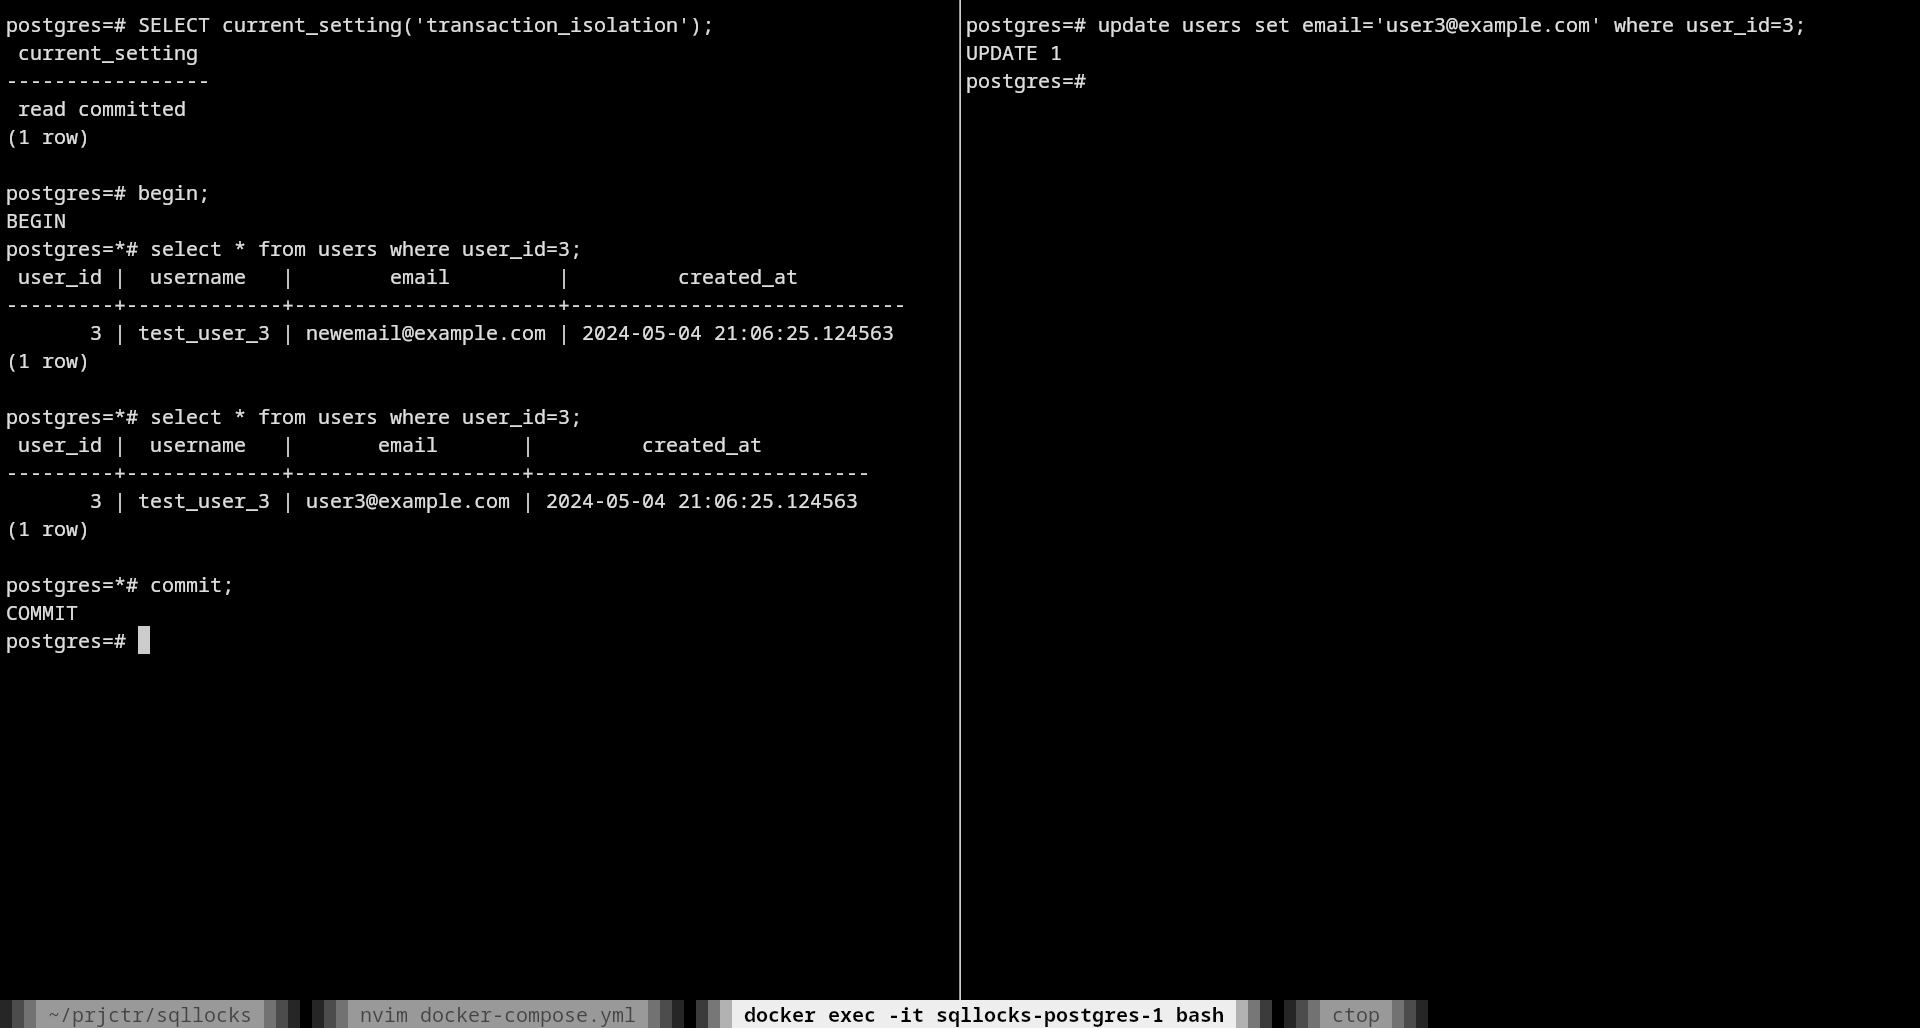 postgres=# SELECT current_setting('transaction_isolation');
 current_setting
-----------------
 read committed
(1 row)
postgres=# begin;
BEGIN
postgres=*# select * from users where user_id=3;
 user_id |  username   |        email         |         created_at
---------+-------------+----------------------+----------------------------
       3 | test_user_3 | newemail@example.com | 2024-05-04 21:06:25.124563
(1 row)
postgres=*# select * from users where user_id=3;
 user_id |  username   |       email       |         created_at
---------+-------------+-------------------+----------------------------
       3 | test_user_3 | user3@example.com | 2024-05-04 21:06:25.124563
(1 row)
postgres=*# commit;
COMMIT
postgres=#
postgres=# update users set email='user3@example.com' where user_id=3;
UPDATE 1
postgres=#
~/prjctr/sqllocks
nvim docker-compose.yml
docker exec -it sqllocks-postgres-1 bash
ctop